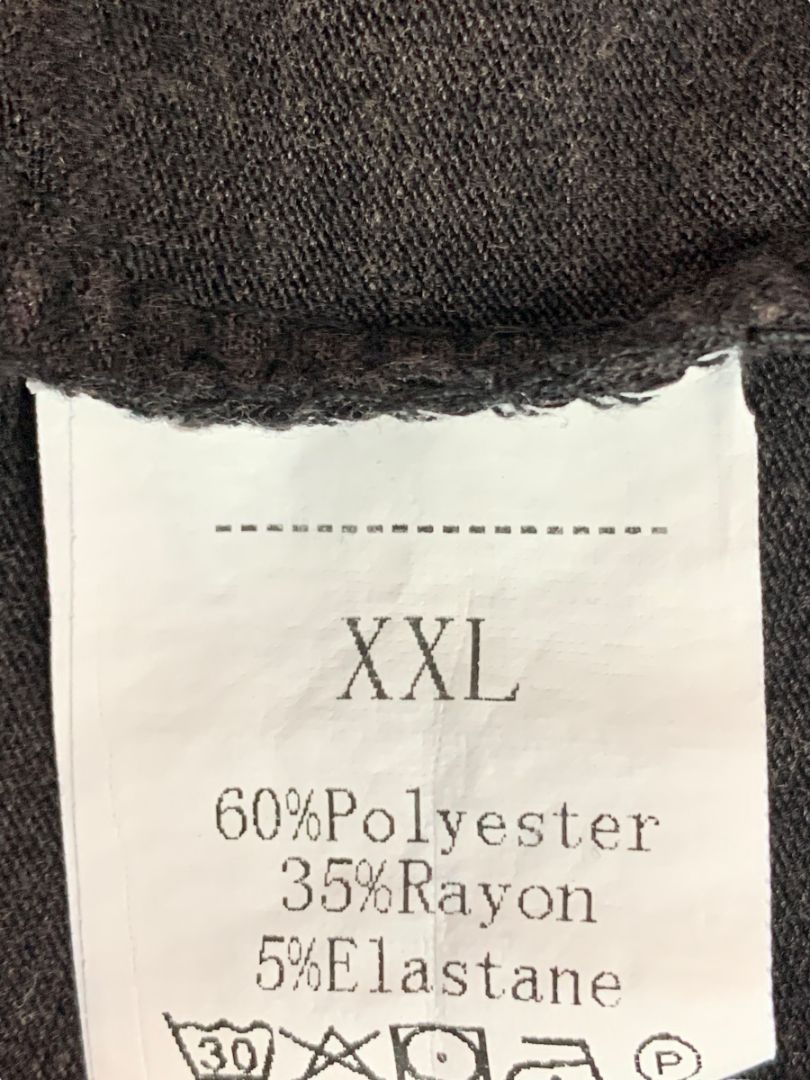 XXL
60%Polyester
35%Rayon
5%Elastane
30 P